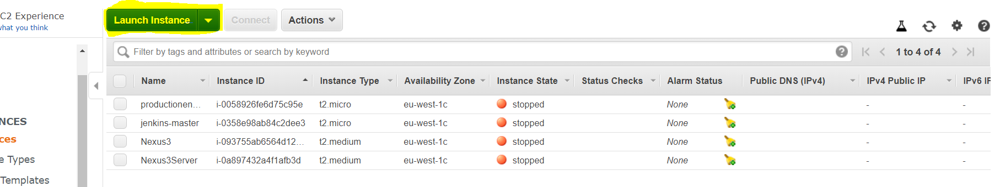 C2 Experience
what you think
NCES
ces
e Types
Templates
Launch Instance Connect Actions
Filter by tags and attributes or search by keyword ? 1 to 4 of 4 ?
Name Instance ID Instance Type Availability Zone Instance State Status Checks Alarm Status Public DNS (IPv4) IPv4 Public IP IPv6 IP
productionen... i-0058926fe6d75c95e t2.micro eu-west-1c stopped None - -
jenkins-master i-0358e98ab84c2dee3 t2.micro eu-west-1c stopped None - -
Nexus3 i-093755ab6564d12... t2.medium eu-west-1c stopped None - -
Nexus3Server i-0a897432a4f1afb3d t2.medium eu-west-1c stopped None - -